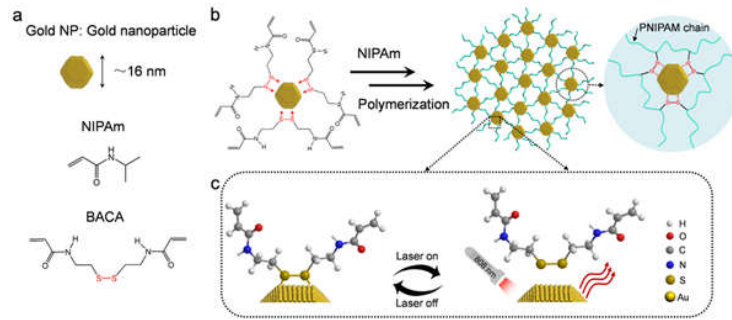 a
Gold NP: Gold nanoparticle
~16 nm
NIPAm
O
N
H
BACA
H
N
O
S-S
H
N
O
b
NIPAm
Polymerization
PNIPAM chain
c
Laser on
Laser off
808 nm
H
O
C
N
S
Au